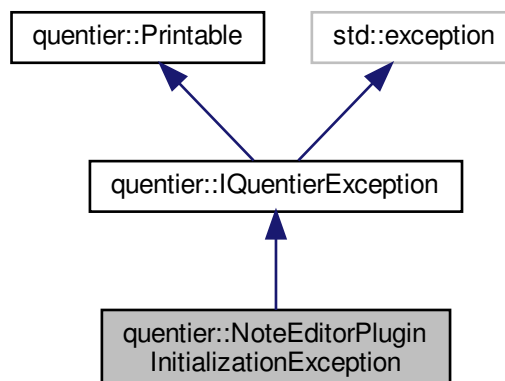 quentier::Printable
std::exception
quentier::IQuentierException
quentier::NoteEditorPlugin
InitializationException